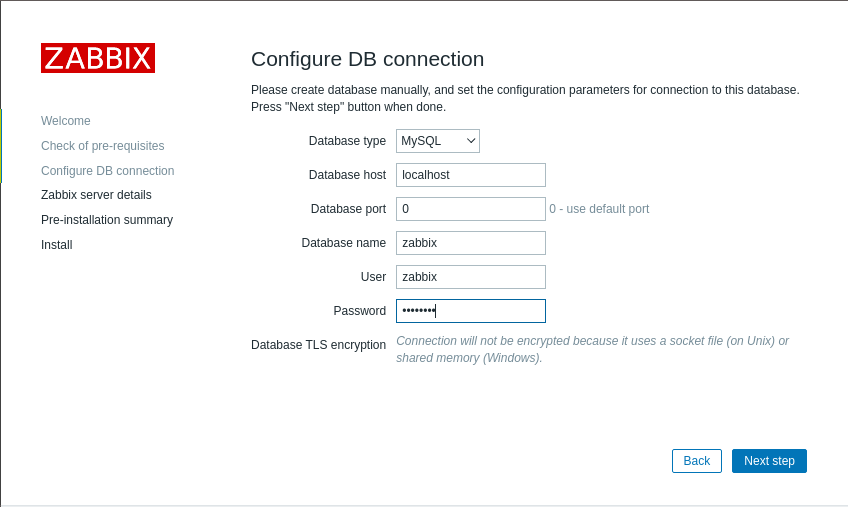 ZABBIX
Welcome
Check of pre-requisites
Configure DB connection
Zabbix server details
Pre-installation summary
Install
Configure DB connection
Please create database manually, and set the configuration parameters for connection to this database.
Press "Next step" button when done.
Database type MySQL
Database host localhost
Database port 0 0 - use default port
Database name zabbix
User zabbix
Password ••••••••
Database TLS encryption Connection will not be encrypted because it uses a socket file (on Unix) or
shared memory (Windows).
Back Next step